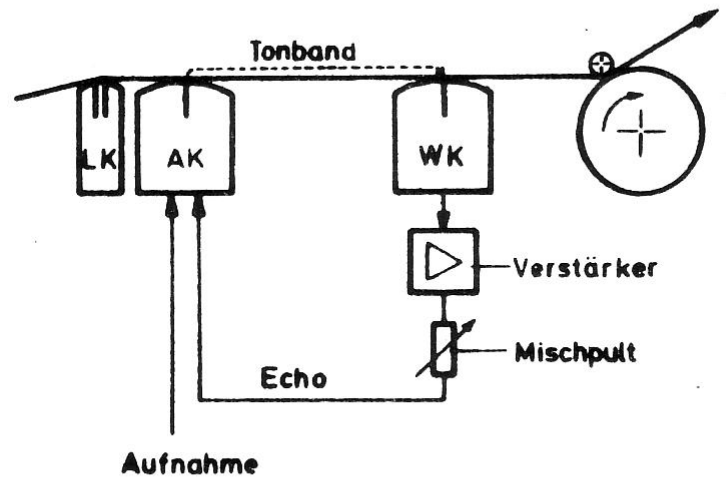 Tonband
LK
AK
WK
Verstärker
Mischpult
Echo
Aufnahme